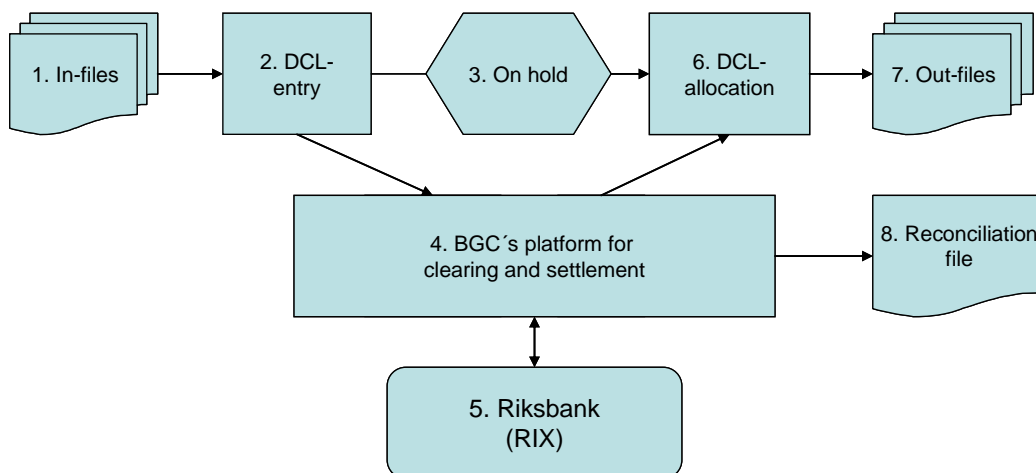 1. In-files
2. DCL-
entry
3. On hold
6. DCL-
allocation
7. Out-files
4. BGC´s platform for
clearing and settlement
8. Reconciliation
file
5. Riksbank
(RIX)